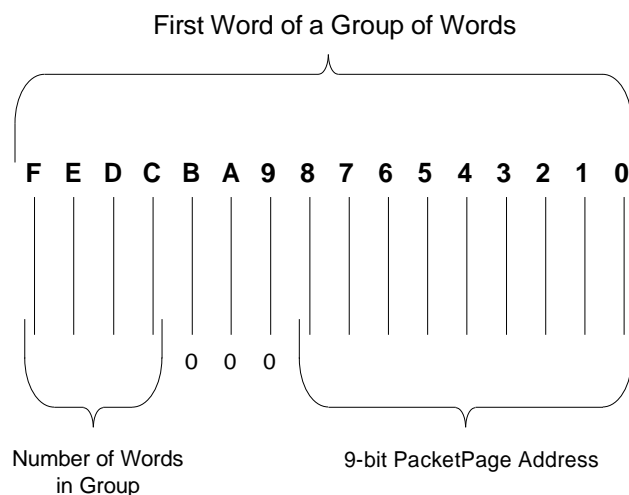 First Word of a Group of Words
F E D C B A 9 8 7 6 5 4 3 2 1 0
0 0 0
Number of Words
in Group
9-bit PacketPage Address